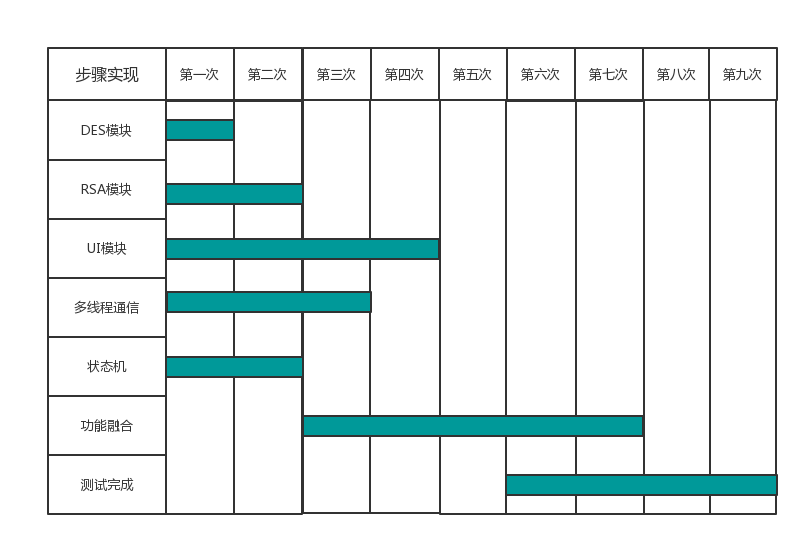 步骤实现 第一次 第二次 第三次 第四次 第五次 第六次 第七次 第八次 第九次
DES模块
RSA模块
UI模块
多线程通信
状态机
功能融合
测试完成